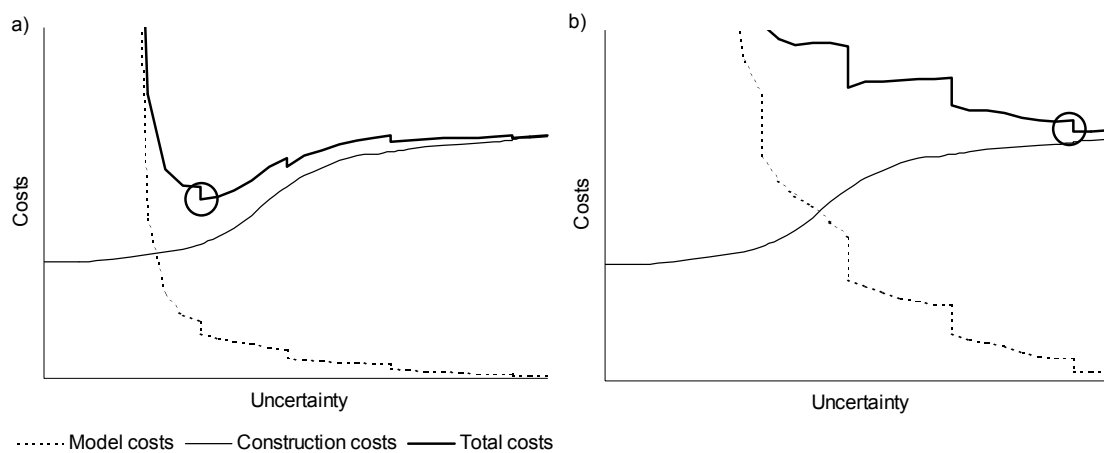 a)
Costs
Uncertainty
b)
Costs
Uncertainty
Model costs Construction costs Total costs